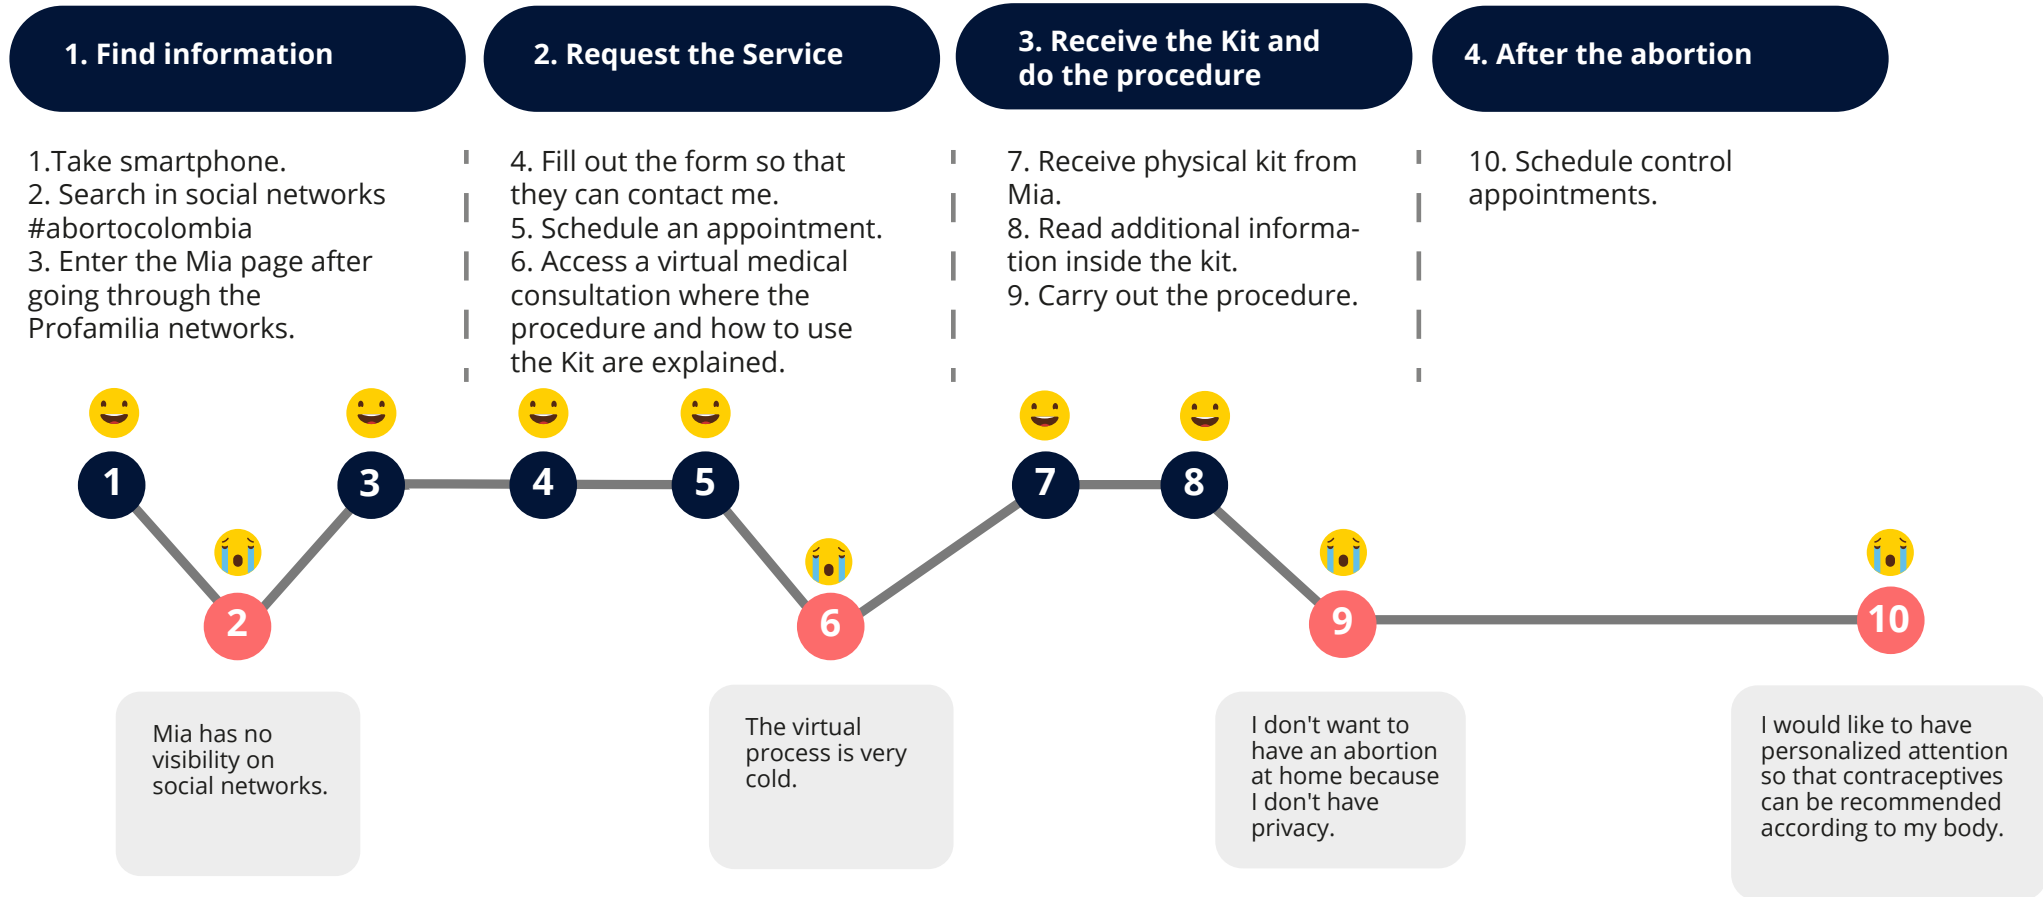 1. Find information
2. Request the Service
3. Receive the Kit and
do the procedure
4. After the abortion
1.Take smartphone.
2. Search in social networks
#abortocolombia
3. Enter the Mia page after
going through the
Profamilia networks.
4. Fill out the form so that
they can contact me.
5. Schedule an appointment.
6. Access a virtual medical
consultation where the
procedure and how to use
the Kit are explained.
7. Receive physical kit from
Mia.
8. Read additional informa-
tion inside the kit.
9. Carry out the procedure.
10. Schedule control
appointments.
1
2
3
4
5
6
7
8
9
10
Mia has no
visibility on
social networks.
The virtual
process is very
cold.
I don't want to
have an abortion
at home because
I don't have
privacy.
I would like to have
personalized attention
so that contraceptives
can be recommended
according to my body.